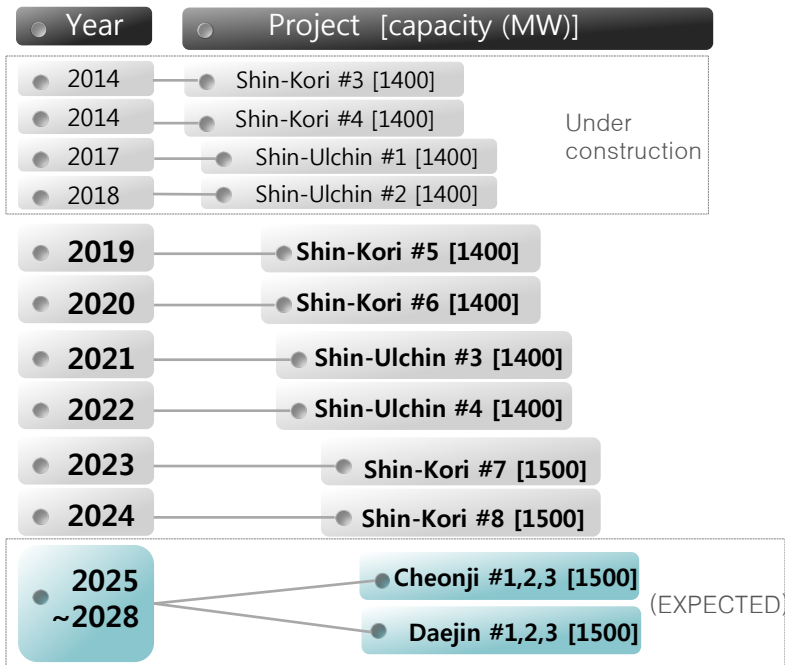 Year Project [capacity (MW)]
2014 Shin-Kori #3 [1400]
2014 Shin-Kori #4 [1400]
Under
construction
2017 Shin-Ulchin #1 [1400]
2018 Shin-Ulchin #2 [1400]
2019 Shin-Kori #5 [1400]
2020 Shin-Kori #6 [1400]
2021 Shin-Ulchin #3 [1400]
2022 Shin-Ulchin #4 [1400]
2023 Shin-Kori #7 [1500]
2024 Shin-Kori #8 [1500]
2025
~2028
Cheonji #1,2,3 [1500]
Daejin #1,2,3 [1500]
(EXPECTED)